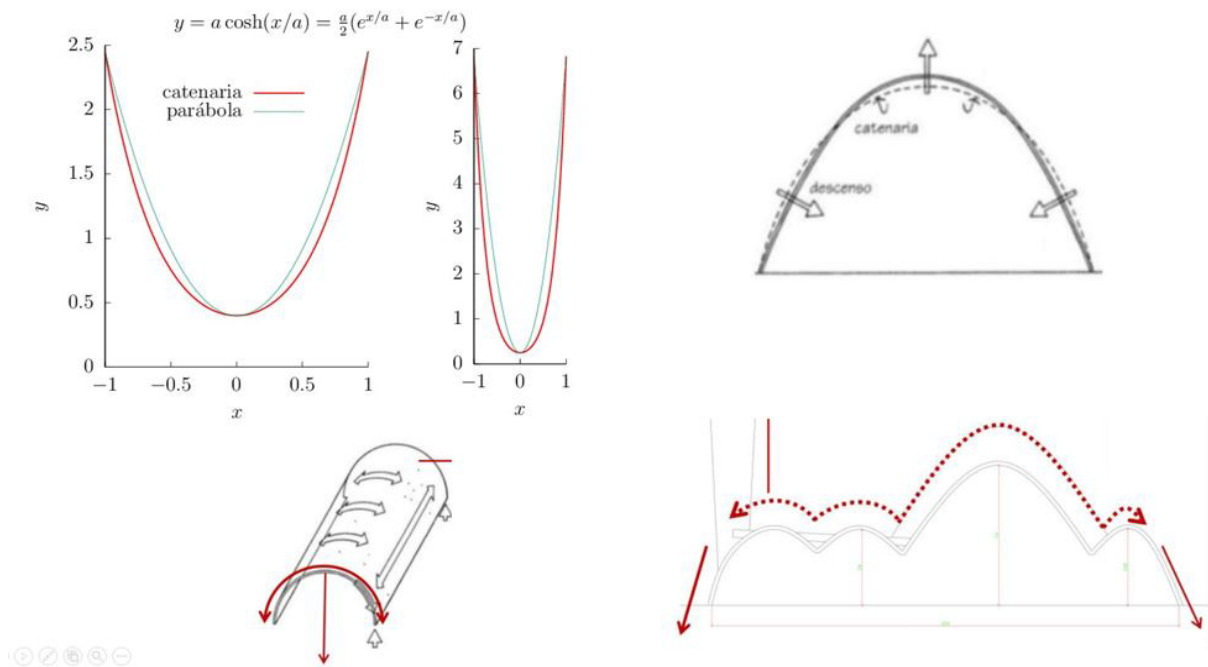 y = a cosh(x/a) = a/2(e^{x/a} + e^{-x/a})
2.5
2
1.5
1
0.5
0
y
catenaria
parábola
−1
−0.5
0
0.5
1
x
7
6
5
4
3
2
1
0
y
−1
0
1
x
catenaria
descenso